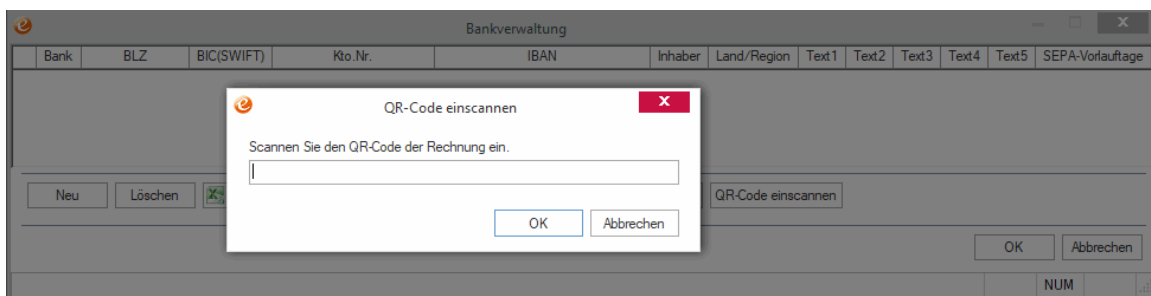 Bankverwaltung
Bank BLZ BIC(SWIFT) Kto.Nr. IBAN Inhaber Land/Region Text1 Text2 Text3 Text4 Text5 SEPA-Vorlauftage
QR-Code einscannen
Scannen Sie den QR-Code der Rechnung ein.
OK Abbrechen
Neu Löschen QR-Code einscannen
OK Abbrechen
NUM